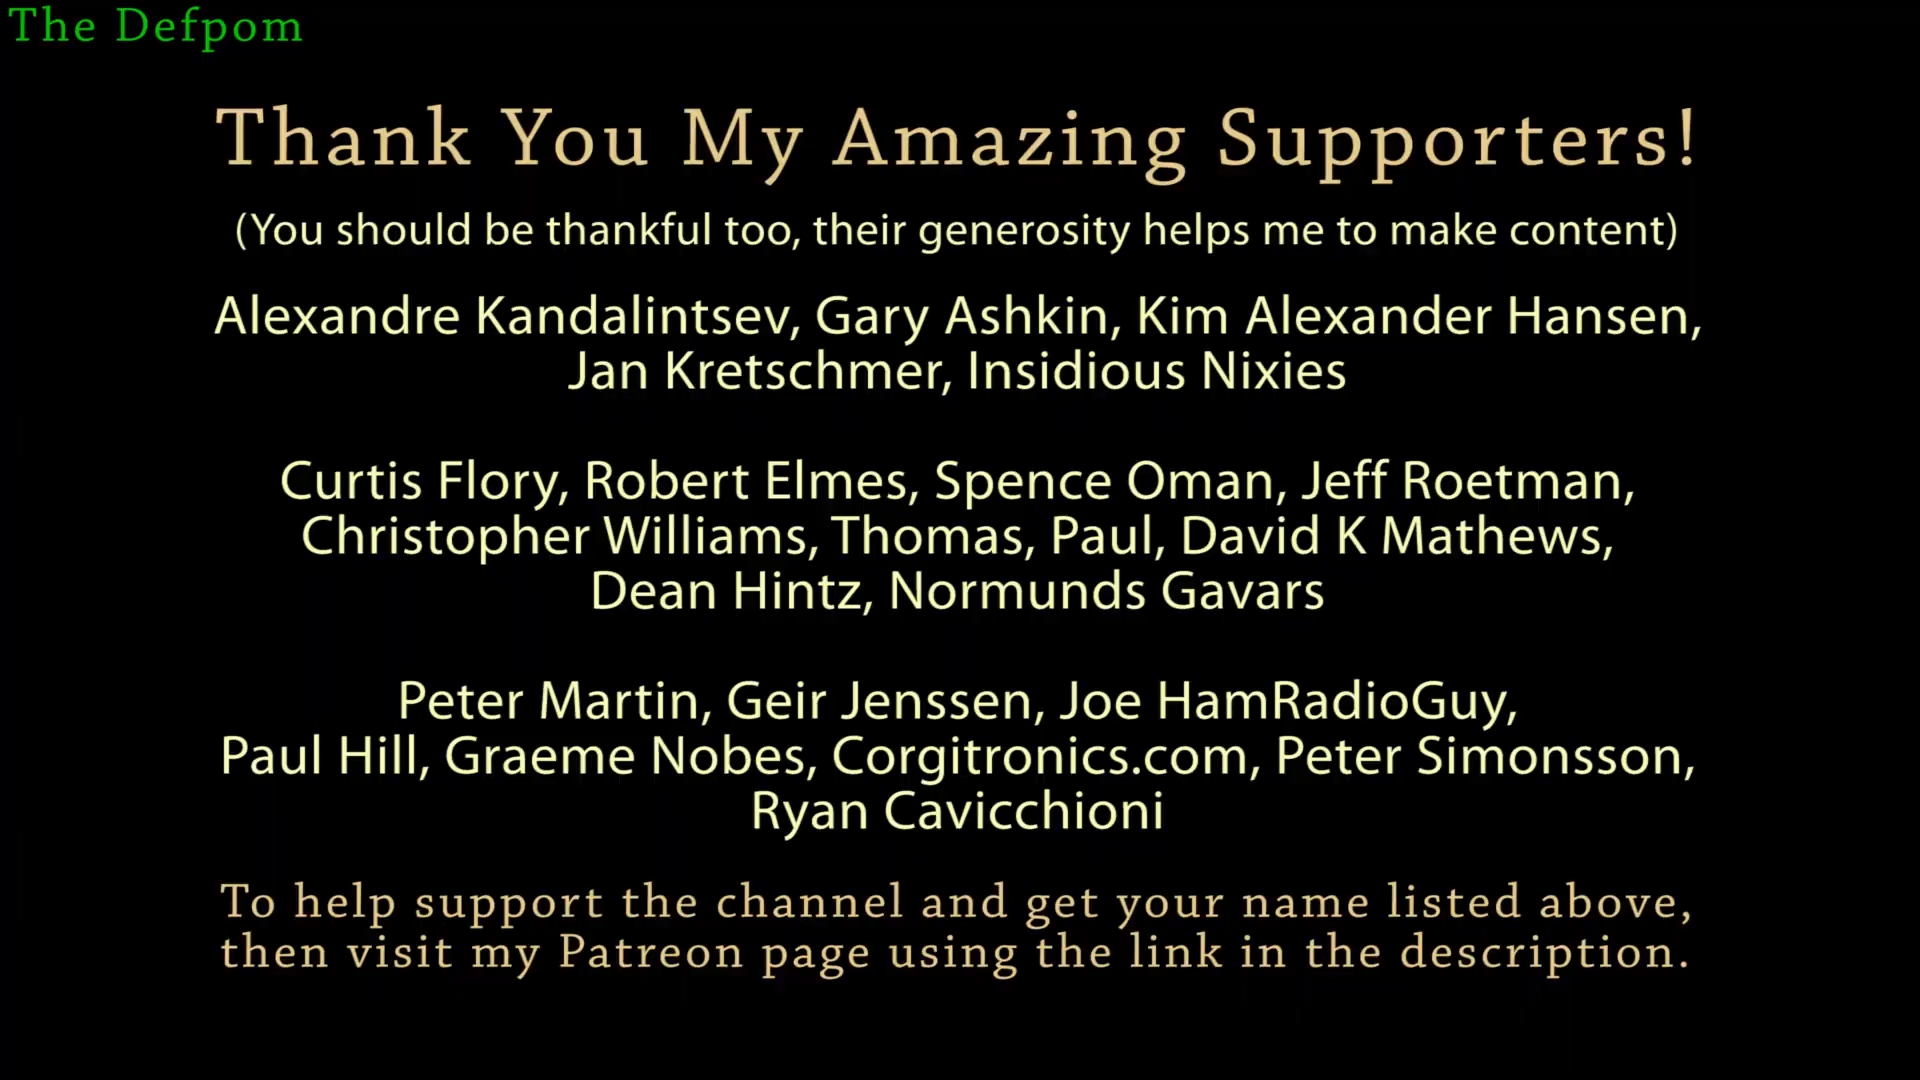 The Defpom
Thank You My Amazing Supporters!
(You should be thankful too, their generosity helps me to make content)
Alexandre Kandalintsev, Gary Ashkin, Kim Alexander Hansen,
Jan Kretschmer, Insidious Nixies
Curtis Flory, Robert Elmes, Spence Oman, Jeff Roetman,
Christopher Williams, Thomas, Paul, David K Mathews,
Dean Hintz, Normunds Gavars
Peter Martin, Geir Jenssen, Joe HamRadioGuy,
Paul Hill, Graeme Nobes, Corgitronics.com, Peter Simonsson,
Ryan Cavicchioni
To help support the channel and get your name listed above,
then visit my Patreon page using the link in the description.